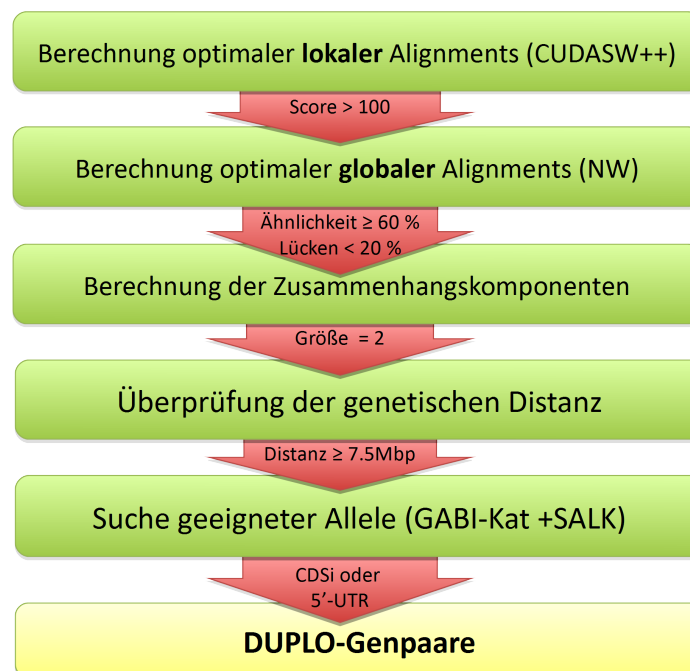 Berechnung optimaler lokaler Alignments (CUDASW++)
Score > 100
Berechnung optimaler globaler Alignments (NW)
Ähnlichkeit ≥ 60 %
Lücken < 20 %
Berechnung der Zusammenhangskomponenten
Größe = 2
Überprüfung der genetischen Distanz
Distanz ≥ 7.5Mbp
Suche geeigneter Allele (GABI-Kat +SALK)
CDSi oder
5’-UTR
DUPLO-Genpaare